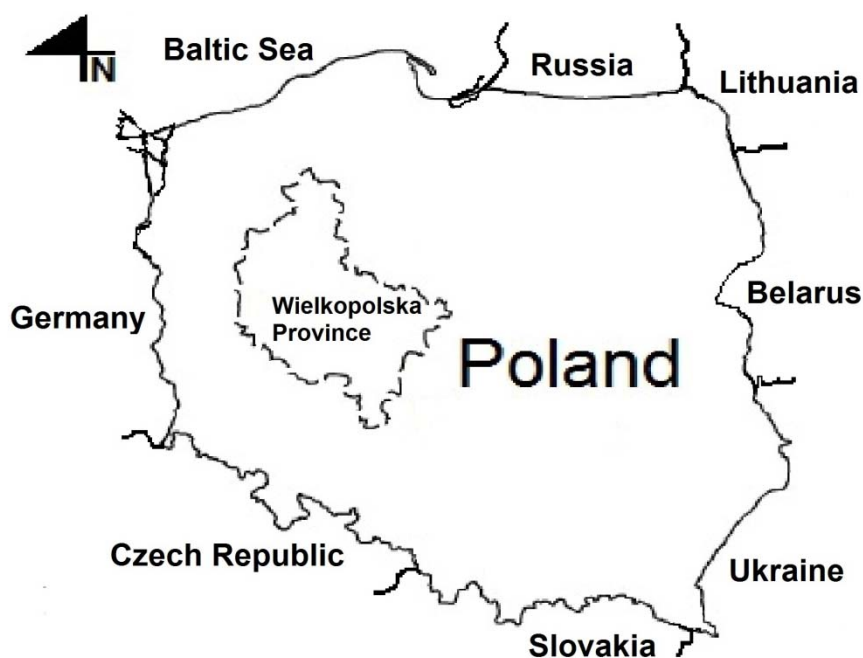 N
Baltic Sea
Russia
Lithuania
Germany
Wielkopolska
Province
Belarus
Poland
Czech Republic
Ukraine
Slovakia